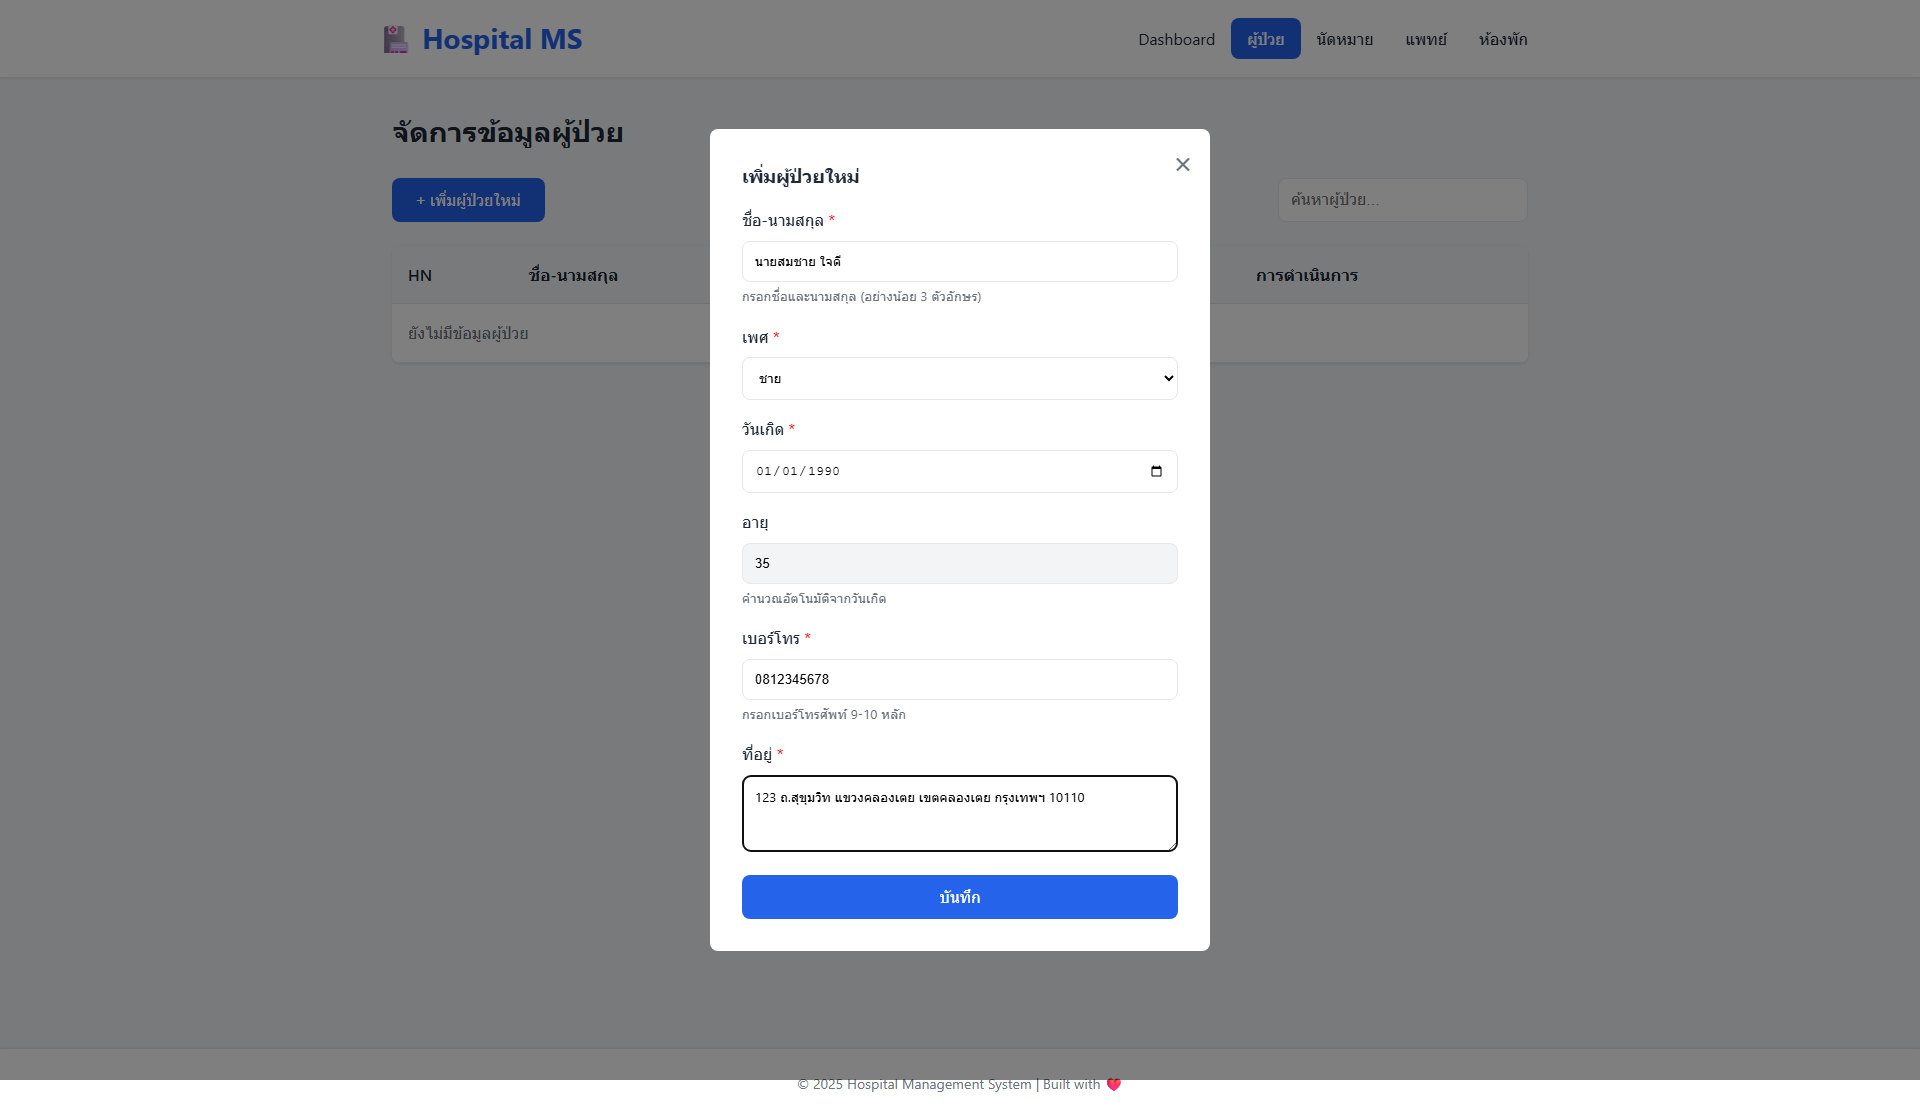 Hospital MS
Dashboard ผู้ป่วย นัดหมาย แพทย์ ห้องพัก
จัดการข้อมูลผู้ป่วย
+ เพิ่มผู้ป่วยใหม่
ค้นหาผู้ป่วย...
HN ชื่อ-นามสกุล การดำเนินการ
ยังไม่มีข้อมูลผู้ป่วย
เพิ่มผู้ป่วยใหม่
ชื่อ-นามสกุล *
นายสมชาย ใจดี
กรอกชื่อและนามสกุล (อย่างน้อย 3 ตัวอักษร)
เพศ *
ชาย
วันเกิด *
01/01/1990
อายุ
35
คำนวณอัตโนมัติจากวันเกิด
เบอร์โทร *
0812345678
กรอกเบอร์โทรศัพท์ 9-10 หลัก
ที่อยู่ *
123 ถ.สุขุมวิท แขวงคลองเตย เขตคลองเตย กรุงเทพฯ 10110
บันทึก
© 2025 Hospital Management System | Built with